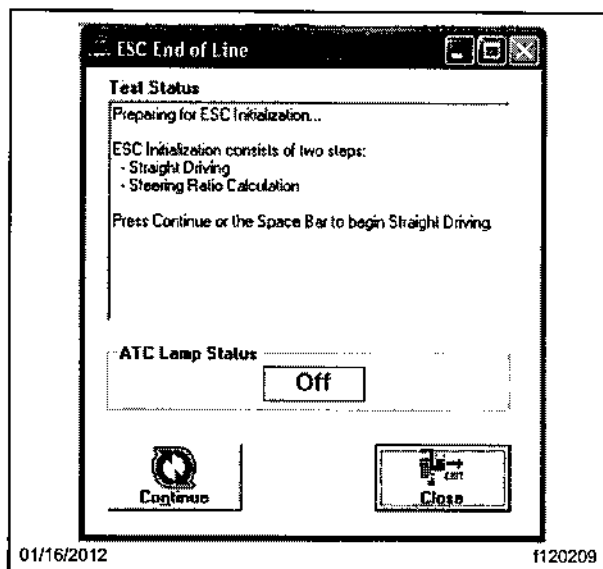 ESC End of Line
Test Status
Preparing for ESC Initialization...
ESC Initialization consists of two steps:
- Straight Driving
- Steering Ratio Calculation
Press Continue or the Space Bar to begin Straight Driving.
ATC Lamp Status
Off
Continue
EXIT
Close
01/16/2012
f120209